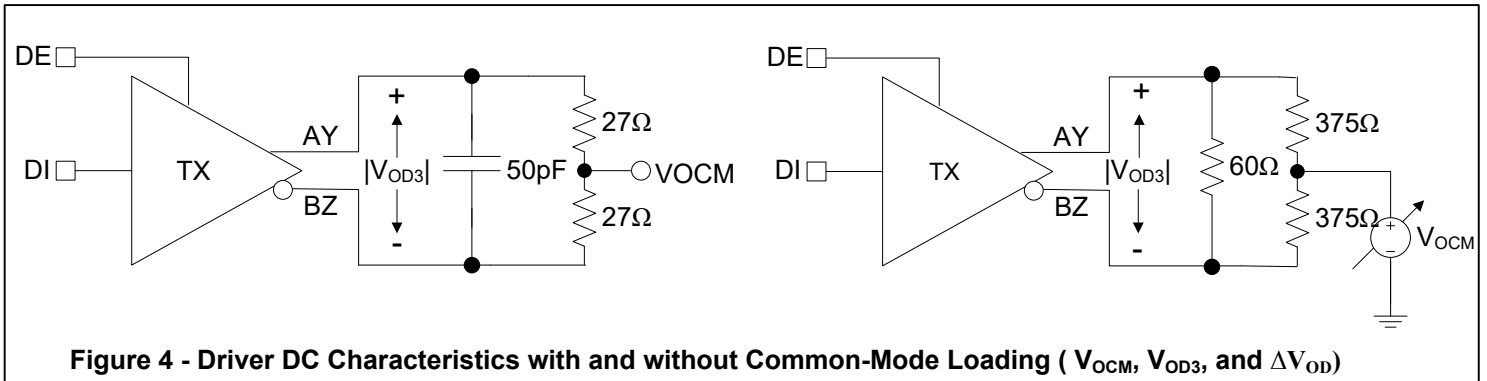 DE
DI
TX
AY
BZ
+
|VOD3|
-
50pF
27Ω
27Ω
VOCM
DE
DI
TX
AY
BZ
+
|VOD3|
-
60Ω
375Ω
375Ω
+
−
VOCM
Figure 4 - Driver DC Characteristics with and without Common-Mode Loading ( VOCM, VOD3, and ΔVOD)